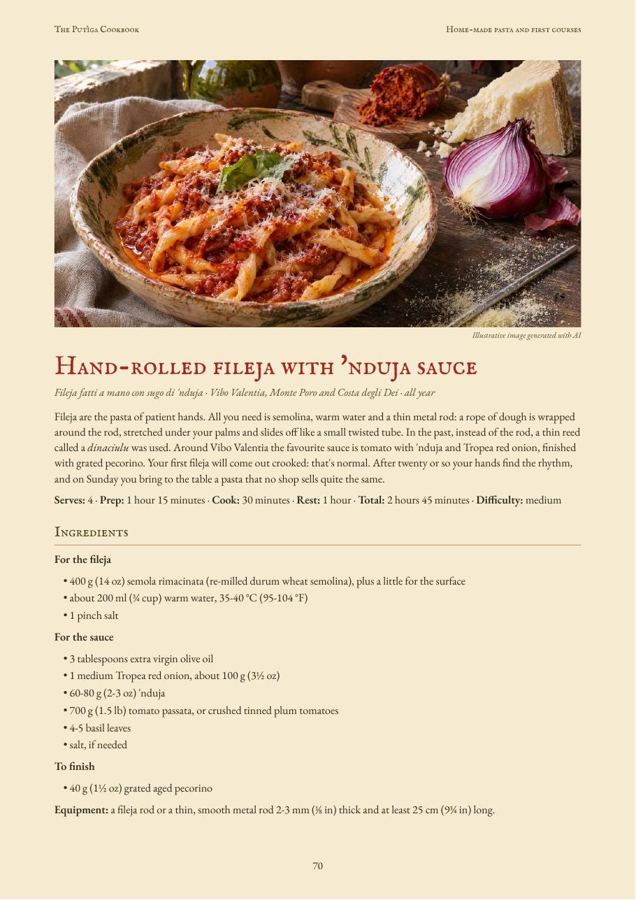 The Putìga Cookbook
Home-made pasta and first courses
Illustrative image generated with AI
Hand-rolled fileja with ’nduja sauce
Fileja fatti a mano con sugo di 'nduja · Vibo Valentia, Monte Poro and Costa degli Dei · all year
Fileja are the pasta of patient hands. All you need is semolina, warm water and a thin metal rod: a rope of dough is wrapped
around the rod, stretched under your palms and slides off like a small twisted tube. In the past, instead of the rod, a thin reed
called a dinaciulu was used. Around Vibo Valentia the favourite sauce is tomato with 'nduja and Tropea red onion, finished
with grated pecorino. Your first fileja will come out crooked: that's normal. After twenty or so your hands find the rhythm,
and on Sunday you bring to the table a pasta that no shop sells quite the same.
Serves: 4 · Prep: 1 hour 15 minutes · Cook: 30 minutes · Rest: 1 hour · Total: 2 hours 45 minutes · Difficulty: medium
Ingredients
For the fileja
• 400 g (14 oz) semola rimacinata (re-milled durum wheat semolina), plus a little for the surface
• about 200 ml (¾ cup) warm water, 35-40 °C (95-104 °F)
• 1 pinch salt
For the sauce
• 3 tablespoons extra virgin olive oil
• 1 medium Tropea red onion, about 100 g (3½ oz)
• 60-80 g (2-3 oz) 'nduja
• 700 g (1.5 lb) tomato passata, or crushed tinned plum tomatoes
• 4-5 basil leaves
• salt, if needed
To finish
• 40 g (1½ oz) grated aged pecorino
Equipment: a fileja rod or a thin, smooth metal rod 2-3 mm (⅛ in) thick and at least 25 cm (9¾ in) long.
70